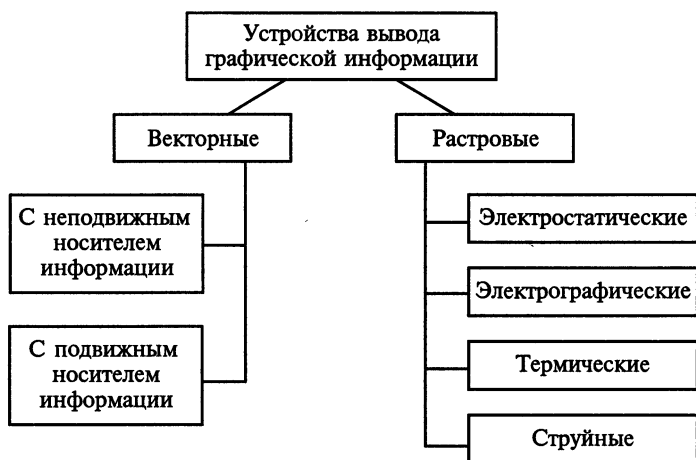 Устройства вывода
графической информации
Векторные
Растровые
С неподвижным
носителем
информации
С подвижным
носителем
информации
Электростатические
Электрографические
Термические
Струйные